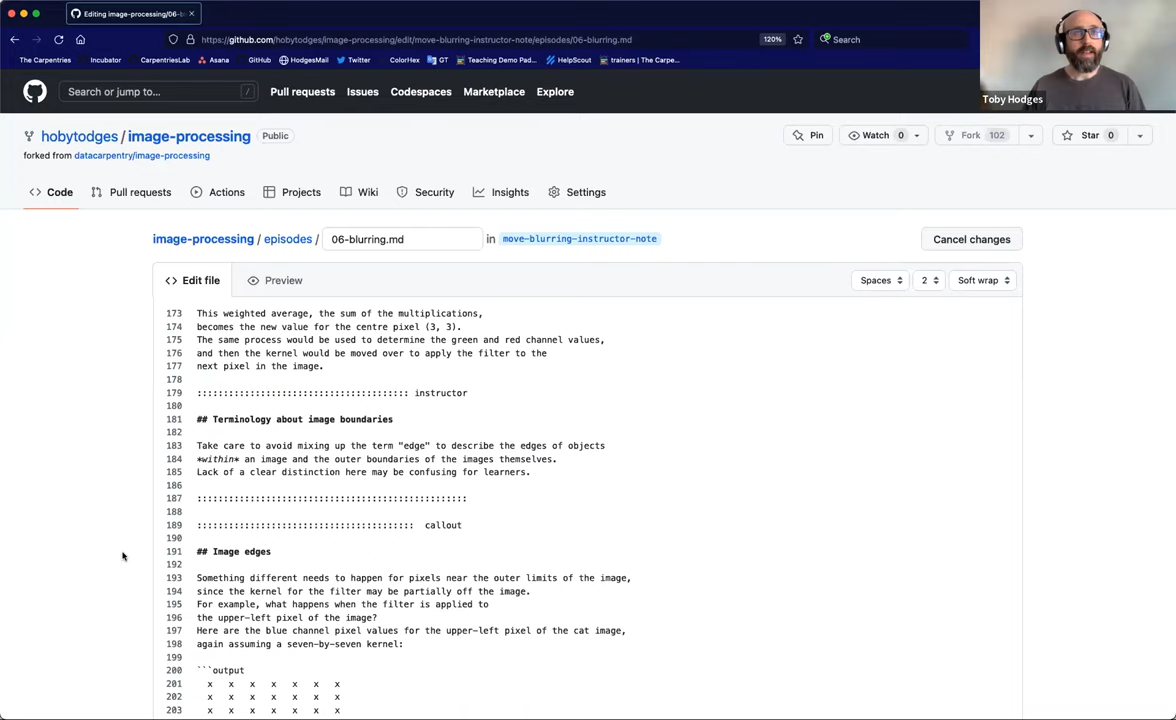 Editing image-processing/06-b
https://github.com/hobytodges/image-processing/edit/move-blurring-instructor-note/episodes/06-blurring.md
120%
Search
The Carpentries
Incubator
CarpentriesLab
Asana
GitHub
HodgesMail
Twitter
ColorHex
GT
Teaching Demo Pad...
HelpScout
trainers | The Carpe...
Toby Hodges
Search or jump to...
/
Pull requests
Issues
Codespaces
Marketplace
Explore
hobytodges / image-processing
Public
Pin
Watch 0
Fork 102
Star 0
forked from datacarpentry/image-processing
Code
Pull requests
Actions
Projects
Wiki
Security
Insights
Settings
image-processing / episodes / 06-blurring.md in move-blurring-instructor-note
Cancel changes
<> Edit file
Preview
Spaces
2
Soft wrap
173 This weighted average, the sum of the multiplications,
174 becomes the new value for the centre pixel (3, 3).
175 The same process would be used to determine the green and red channel values,
176 and then the kernel would be moved over to apply the filter to the
177 next pixel in the image.
178
179 :::::::::::::::::::::::::::::::::::::::: instructor
180
181 ## Terminology about image boundaries
182
183 Take care to avoid mixing up the term "edge" to describe the edges of objects
184 *within* an image and the outer boundaries of the images themselves.
185 Lack of a clear distinction here may be confusing for learners.
186
187 :::::::::::::::::::::::::::::::::::::::::::::::::::
188
189 :::::::::::::::::::::::::::::::::::::::::  callout
190
191 ## Image edges
192
193 Something different needs to happen for pixels near the outer limits of the image,
194 since the kernel for the filter may be partially off the image.
195 For example, what happens when the filter is applied to
196 the upper-left pixel of the image?
197 Here are the blue channel pixel values for the upper-left pixel of the cat image,
198 again assuming a seven-by-seven kernel:
199
200 ```output
201 x x x x x x x
202 x x x x x x x
203 x x x x x x x